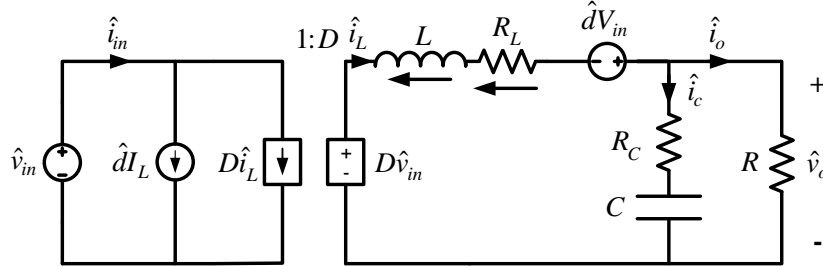 î_in
1:D
î_L
L
R_L
d̂V_in
î_o
+
î_c
v̂_in
+
-
d̂I_L
Dî_L
+
-
Dv̂_in
- +
R_C
C
R
v̂_o
-